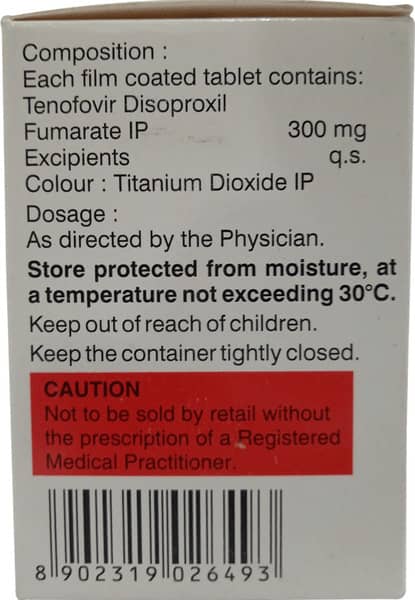 Composition :
Each film coated tablet contains:
Tenofovir Disoproxil
Fumarate IP 300 mg
Excipients q.s.
Colour : Titanium Dioxide IP
Dosage :
As directed by the Physician.
Store protected from moisture, at
a temperature not exceeding 30°C.
Keep out of reach of children.
Keep the container tightly closed.
CAUTION
Not to be sold by retail without
the prescription of a Registered
Medical Practitioner.
8 902319 026493